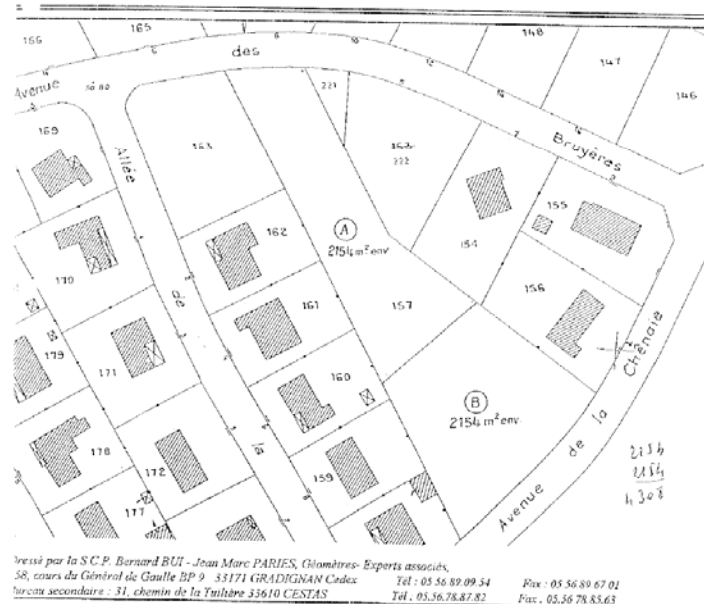 166
165
148
147
146
Avenue
des
Bruyères
169
Allée
163
221
222
155
154
170
162
A
2154 m² env
156
179
171
161
157
160
B
2154 m² env
178
172
159
177
de
la
Avenue de la Chênaie
2154
2154
4308
Dressé par la S.C.P. Bernard BUI - Jean Marc PARIES, Géomètres- Experts associés,
58, cours du Général de Gaulle BP 9 33171 GRADIGNAN Cedex Tél : 05 56 89.09.54 Fax : 05 56 89 67 01
Bureau secondaire : 31, chemin de la Tuilière 33610 CESTAS Tél : 05.56.78.87.82 Fax : 05.56 78 85.63